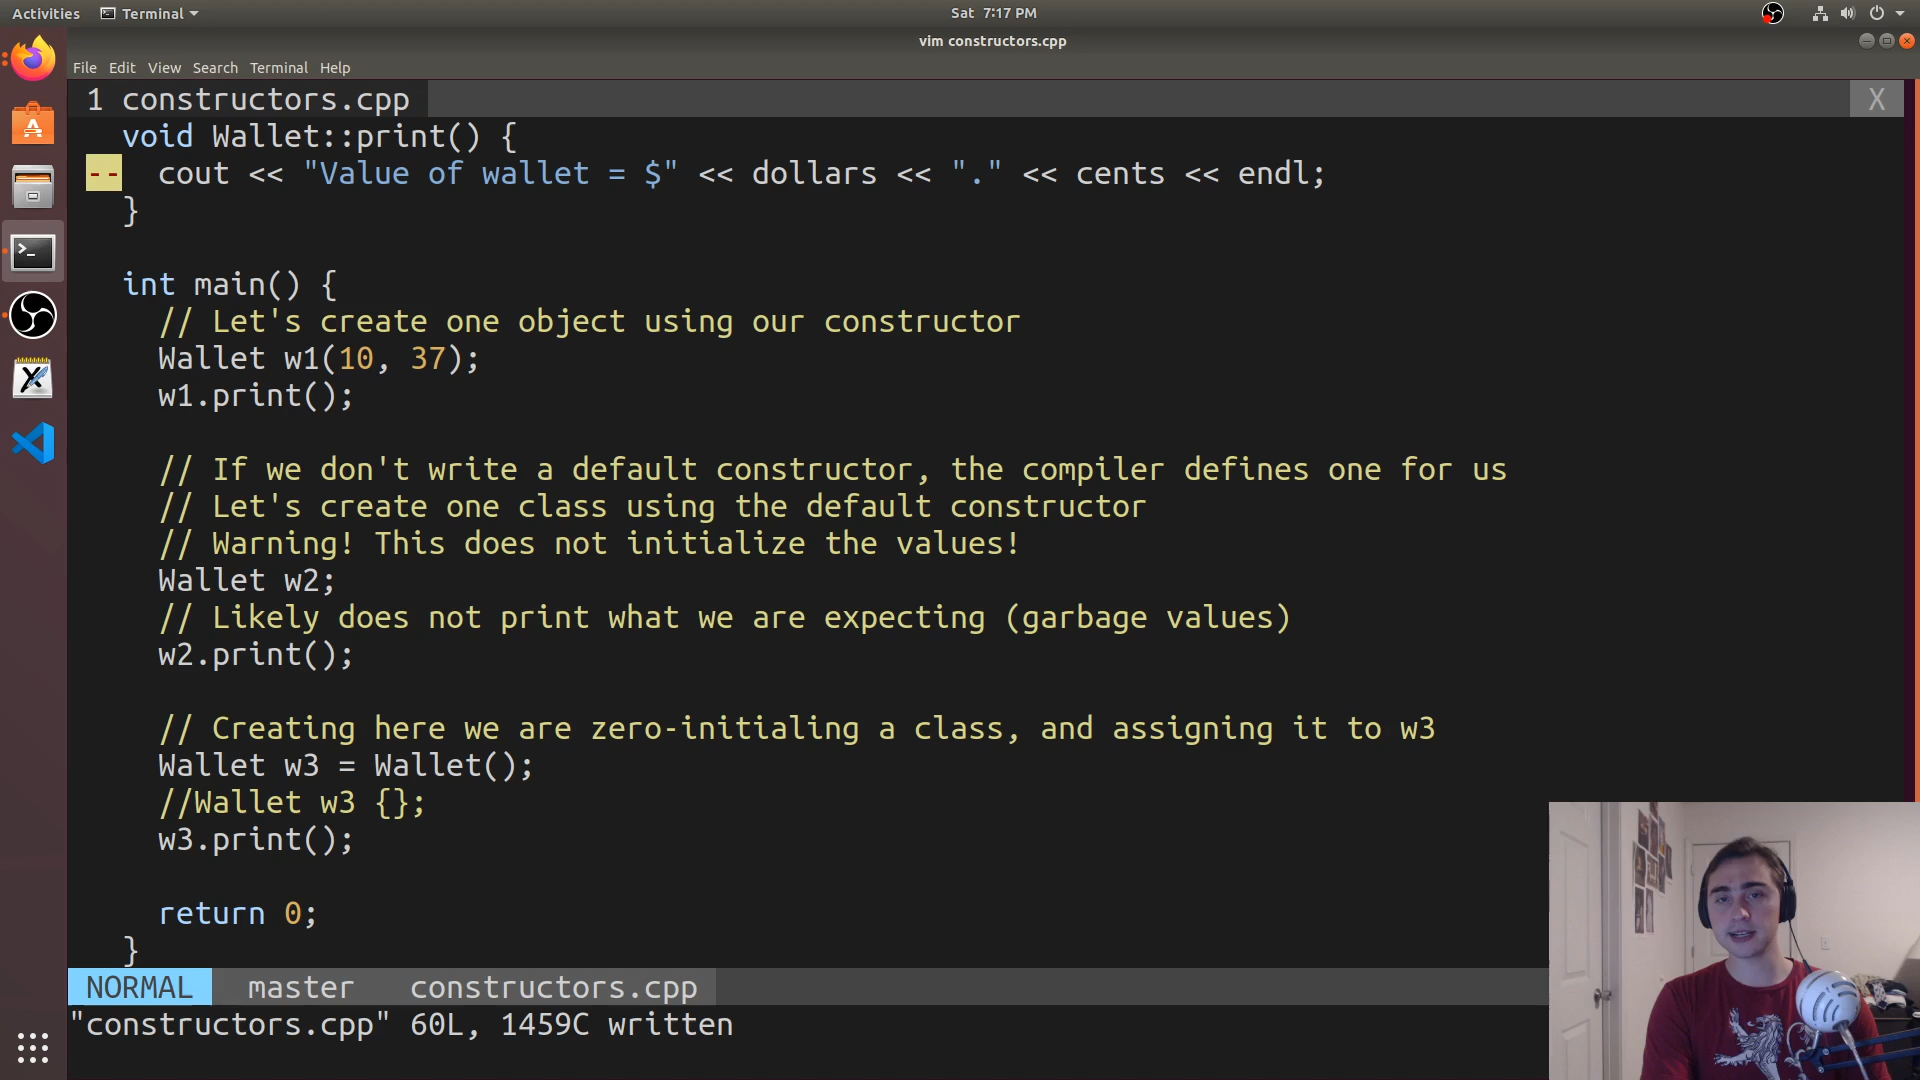 Activities Terminal Sat 7:17 PM
vim constructors.cpp
File Edit View Search Terminal Help
1 constructors.cpp X
void Wallet::print() {
-- cout << "Value of wallet = $" << dollars << "." << cents << endl;
}
int main() {
// Let's create one object using our constructor
Wallet w1(10, 37);
w1.print();
// If we don't write a default constructor, the compiler defines one for us
// Let's create one class using the default constructor
// Warning! This does not initialize the values!
Wallet w2;
// Likely does not print what we are expecting (garbage values)
w2.print();
// Creating here we are zero-initialing a class, and assigning it to w3
Wallet w3 = Wallet();
//Wallet w3 {};
w3.print();
return 0;
}
NORMAL master constructors.cpp
"constructors.cpp" 60L, 1459C written